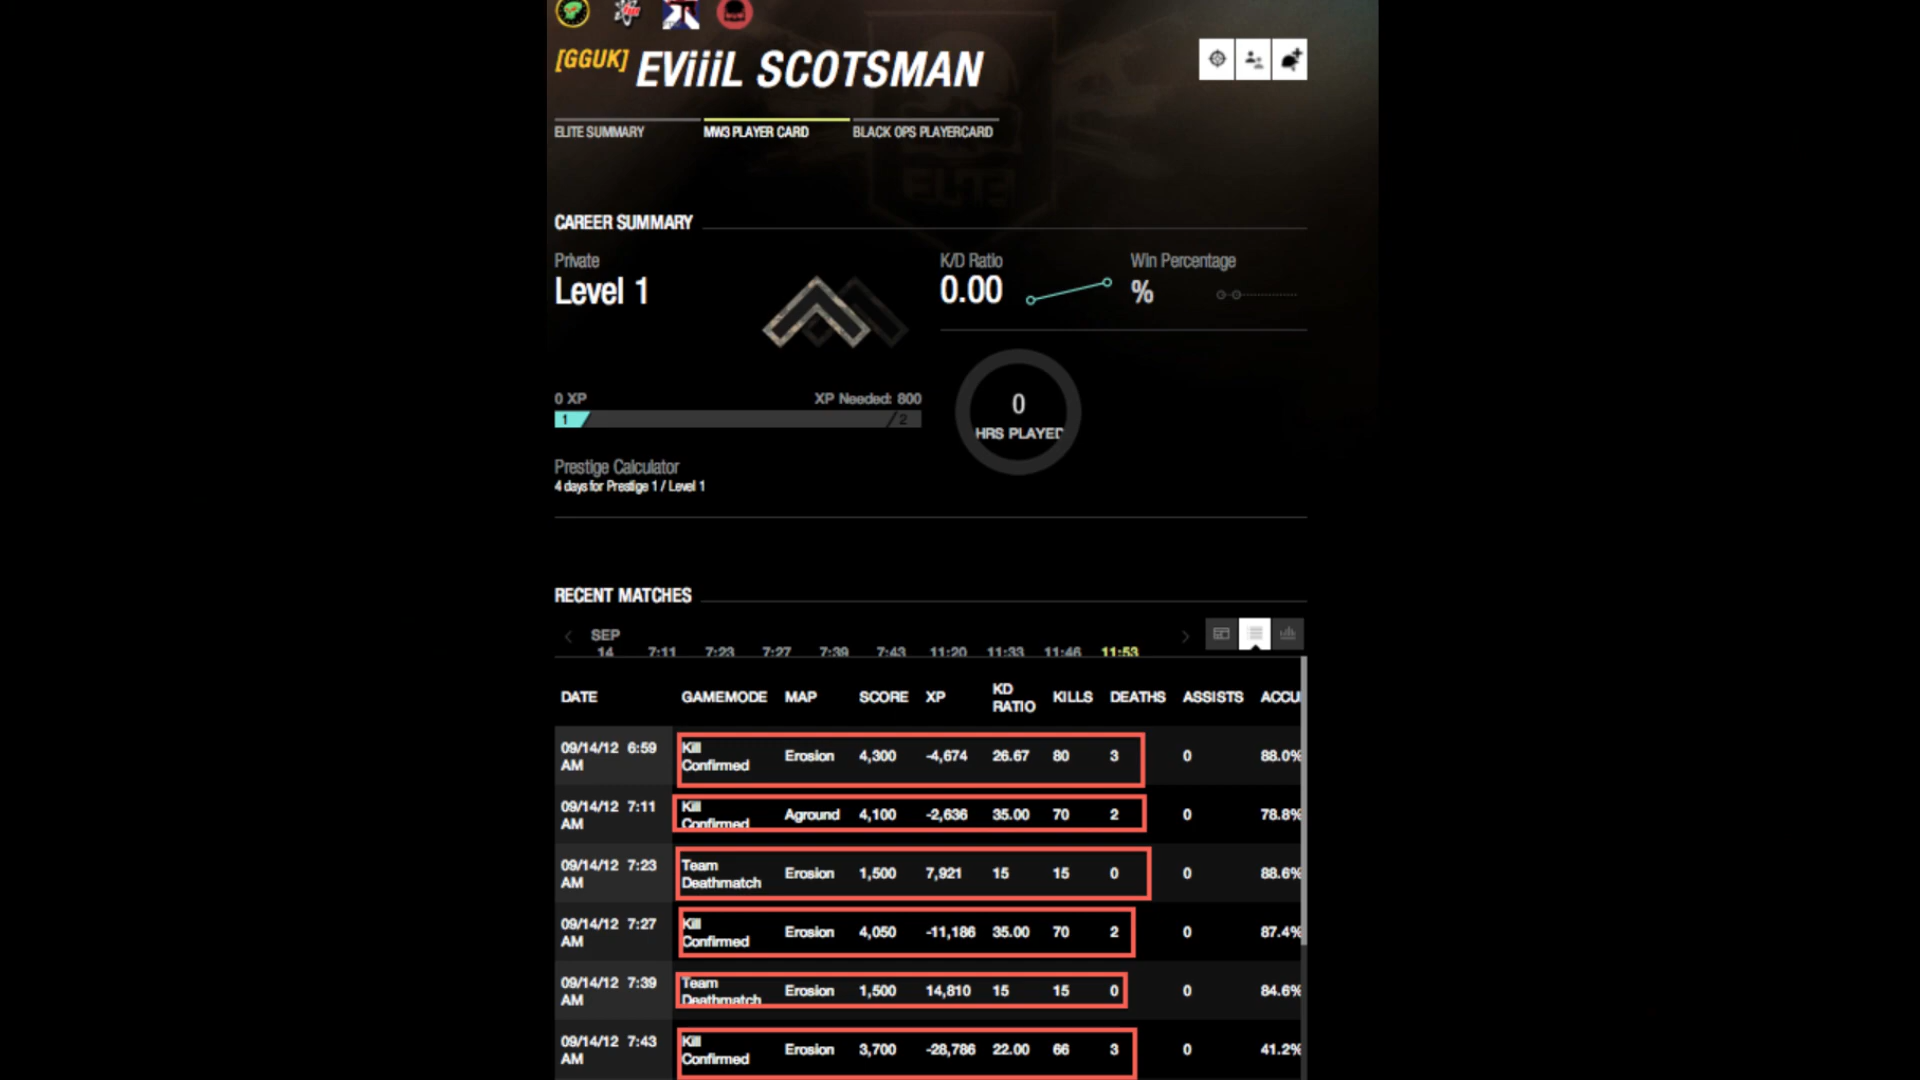 [GGUK] EViiiL SCOTSMAN
ELITE SUMMARY MW3 PLAYER CARD BLACK OPS PLAYERCARD
ELITE
CAREER SUMMARY
Private K/D Ratio Win Percentage
Level 1 0.00 %
0 XP XP Needed: 800
1 2
0
HRS PLAYED
Prestige Calculator
4 days for Prestige 1 / Level 1
RECENT MATCHES
SEP
14 7:11 7:23 7:27 7:39 7:43 11:20 11:33 11:46 11:53
DATE GAMEMODE MAP SCORE XP KD RATIO KILLS DEATHS ASSISTS ACCU
09/14/12 6:59 AM Kill Confirmed Erosion 4,300 -4,674 26.67 80 3 0 88.0%
09/14/12 7:11 AM Kill Confirmed Aground 4,100 -2,636 35.00 70 2 0 78.8%
09/14/12 7:23 AM Team Deathmatch Erosion 1,500 7,921 15 15 0 0 88.6%
09/14/12 7:27 AM Kill Confirmed Erosion 4,050 -11,186 35.00 70 2 0 87.4%
09/14/12 7:39 AM Team Deathmatch Erosion 1,500 14,810 15 15 0 0 84.6%
09/14/12 7:43 AM Kill Confirmed Erosion 3,700 -28,786 22.00 66 3 0 41.2%